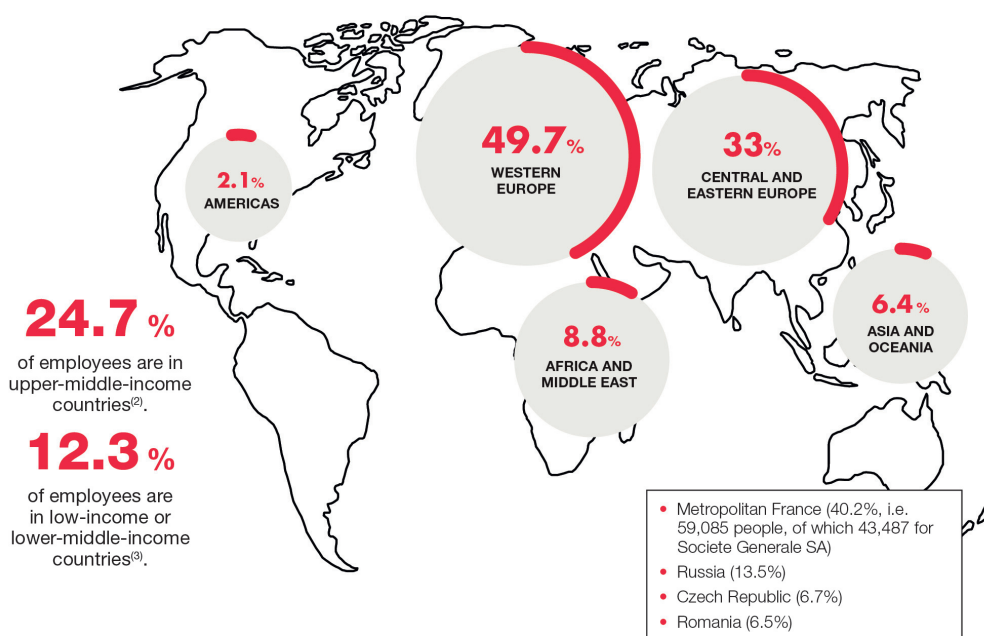 49.7%
WESTERN
EUROPE
33%
CENTRAL AND
EASTERN EUROPE
2.1%
AMERICAS
24.7 %
of employees are in
upper-middle-income
countries(2).
12.3 %
of employees are
in low-income or
lower-middle-income
countries(3).
8.8%
AFRICA AND
MIDDLE EAST
6.4%
ASIA AND
OCEANIA
• Metropolitan France (40.2%, i.e.
59,085 people, of which 43,487 for
Societe Generale SA)
• Russia (13.5%)
• Czech Republic (6.7%)
• Romania (6.5%)